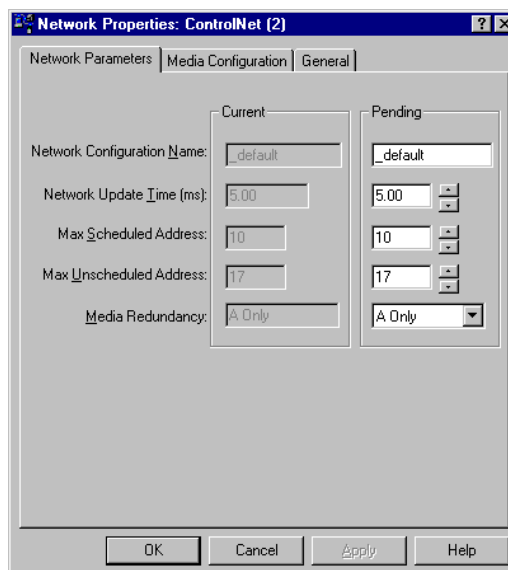 Network Properties: ControlNet (2)
Network Parameters Media Configuration General
Current Pending
Network Configuration Name: _default _default
Network Update Time (ms): 5.00 5.00
Max Scheduled Address: 10 10
Max Unscheduled Address: 17 17
Media Redundancy: A Only A Only
OK Cancel Apply Help